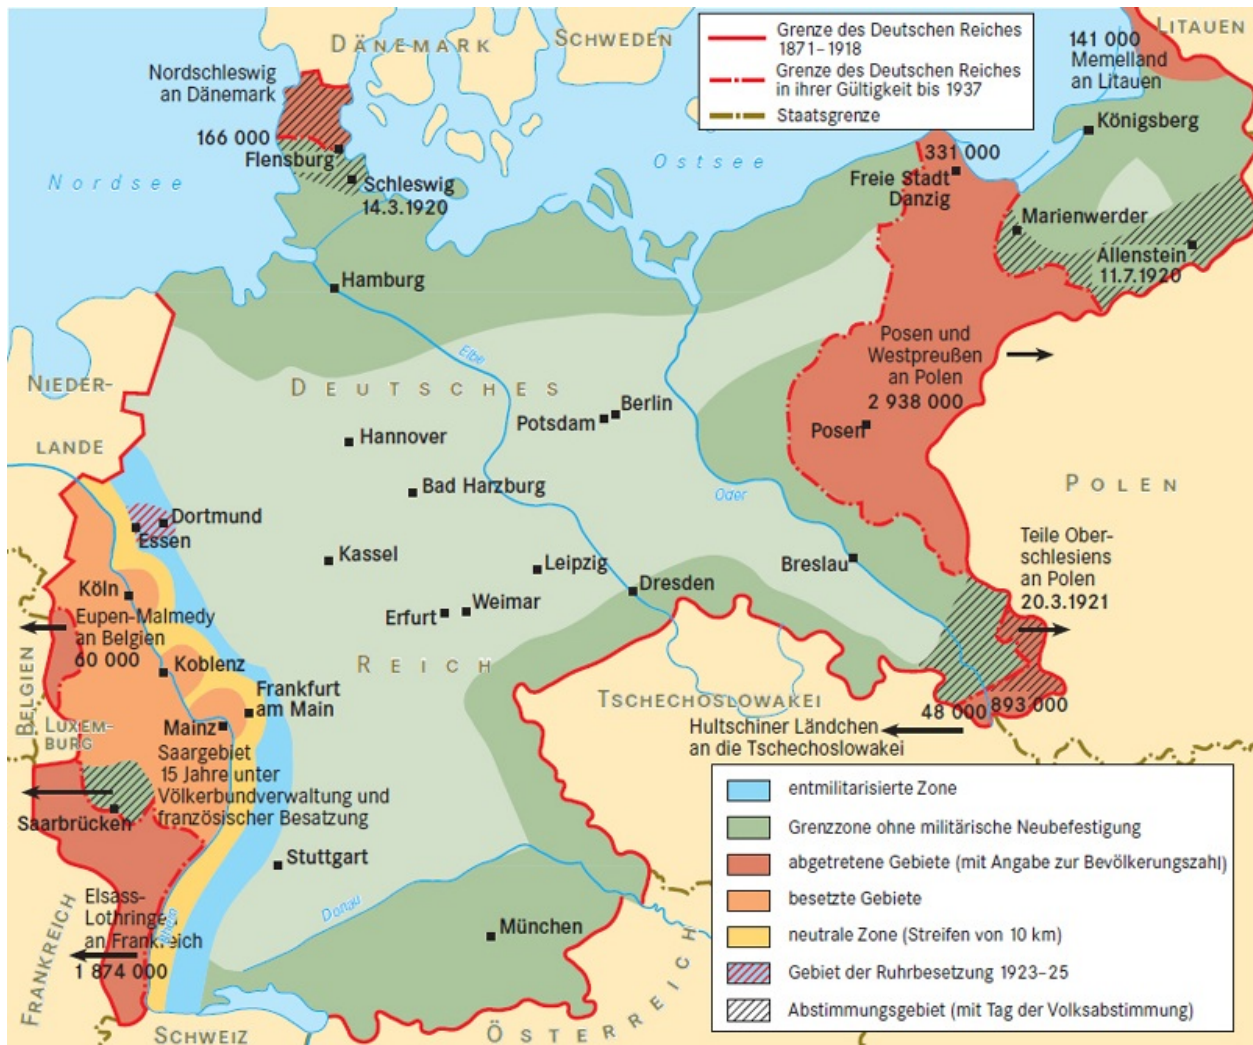 DÄNEMARK
SCHWEDEN
LITAUEN
Grenze des Deutschen Reiches
1871–1918
Grenze des Deutschen Reiches
in ihrer Gültigkeit bis 1937
Staatsgrenze
141 000
Memelland
an Litauen
Nordschleswig
an Dänemark
166 000
Flensburg
Schleswig
14.3.1920
Nordsee
Ostsee
Königsberg
331 000
Freie Stadt
Danzig
Marienwerder
Allenstein
11.7.1920
Hamburg
Elbe
Posen und
Westpreußen
an Polen
2 938 000
Posen
NIEDER-
LANDE
DEUTSCHES
Berlin
Potsdam
Hannover
Bad Harzburg
Oder
POLEN
Dortmund
Essen
Kassel
Leipzig
Dresden
Breslau
Teile Ober-
schlesiens
an Polen
20.3.1921
Köln
Eupen-Malmedy
an Belgien
60 000
Erfurt
Weimar
REICH
BELGIEN
Koblenz
Frankfurt
am Main
LUXEM-
BURG
Mainz
TSCHECHOSLOWAKEI
48 000
893 000
Hultschiner Ländchen
an die Tschechoslowakei
Saargebiet
15 Jahre unter
Völkerbundverwaltung und
französischer Besatzung
Saarbrücken
Stuttgart
Elsass-
Lothringen
an Frankreich
1 874 000
Rhein
FRANKREICH
Donau
München
SCHWEIZ
ÖSTERREICH
entmilitarisierte Zone
Grenzzone ohne militärische Neubefestigung
abgetretene Gebiete (mit Angabe zur Bevölkerungszahl)
besetzte Gebiete
neutrale Zone (Streifen von 10 km)
Gebiet der Ruhrbesetzung 1923–25
Abstimmungsgebiet (mit Tag der Volksabstimmung)